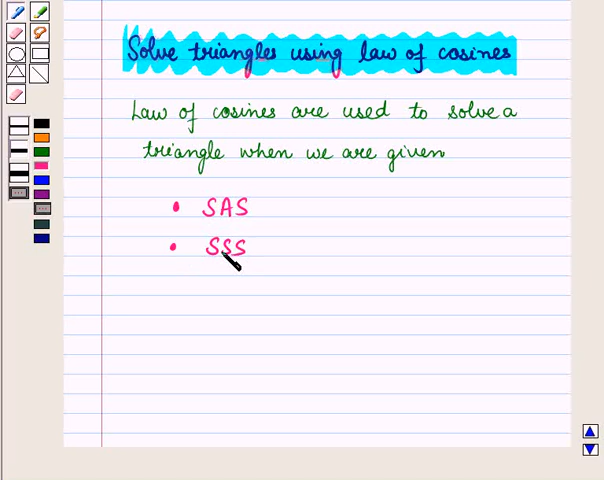 Solve triangles using law of cosines
Law of cosines are used to solve a
triangle when we are given
• SAS
• SSS